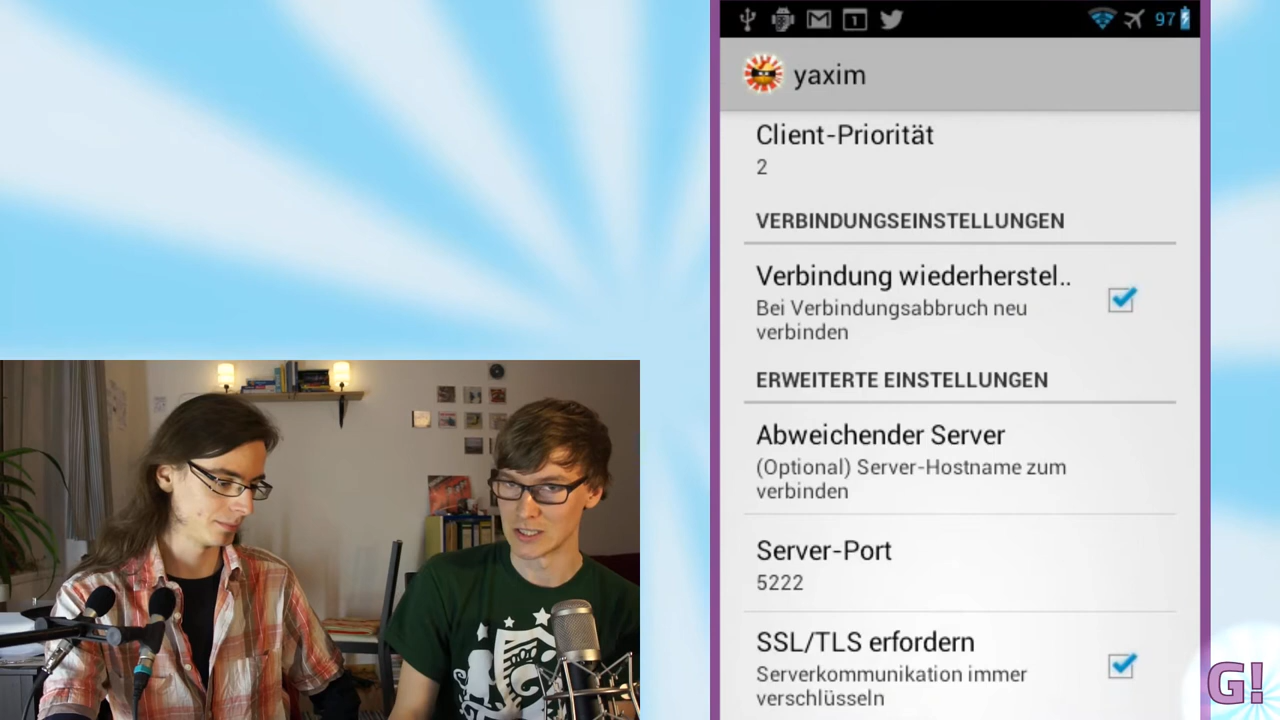 97
yaxim
Client-Priorität
2
VERBINDUNGSEINSTELLUNGEN
Verbindung wiederherstel..
Bei Verbindungsabbruch neu
verbinden
ERWEITERTE EINSTELLUNGEN
Abweichender Server
(Optional) Server-Hostname zum
verbinden
Server-Port
5222
SSL/TLS erfordern
Serverkommunikation immer
verschlüsseln
G!